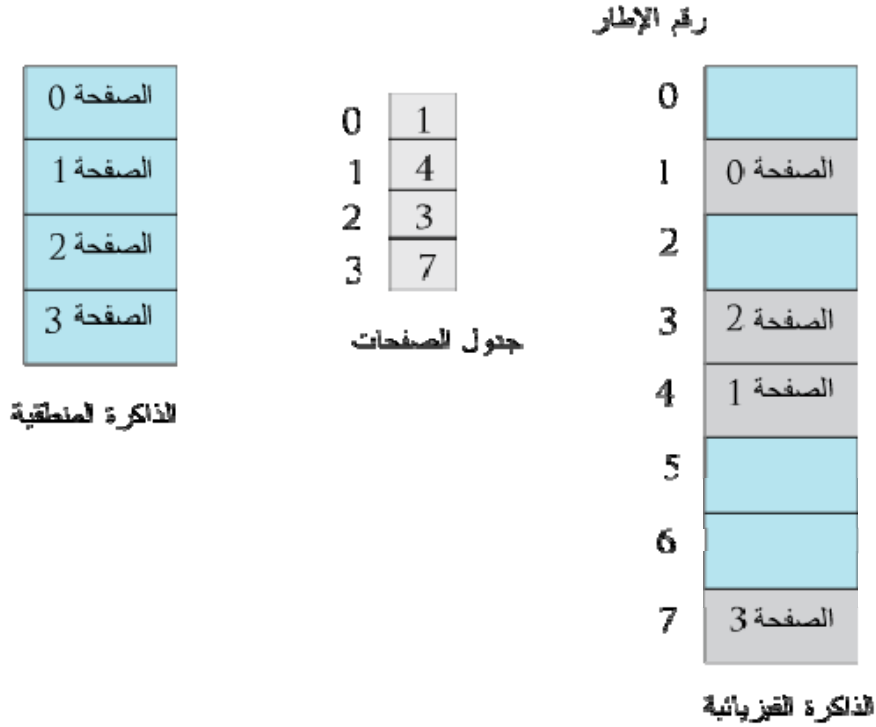 رقم الإطار
الصفحة 0
الصفحة 1
الصفحة 2
الصفحة 3
الذاكرة المنطقية
0 1
1 4
2 3
3 7
جدول الصفحات
0
1 الصفحة 0
2
3 الصفحة 2
4 الصفحة 1
5
6
7 الصفحة 3
الذاكرة الفيزيائية